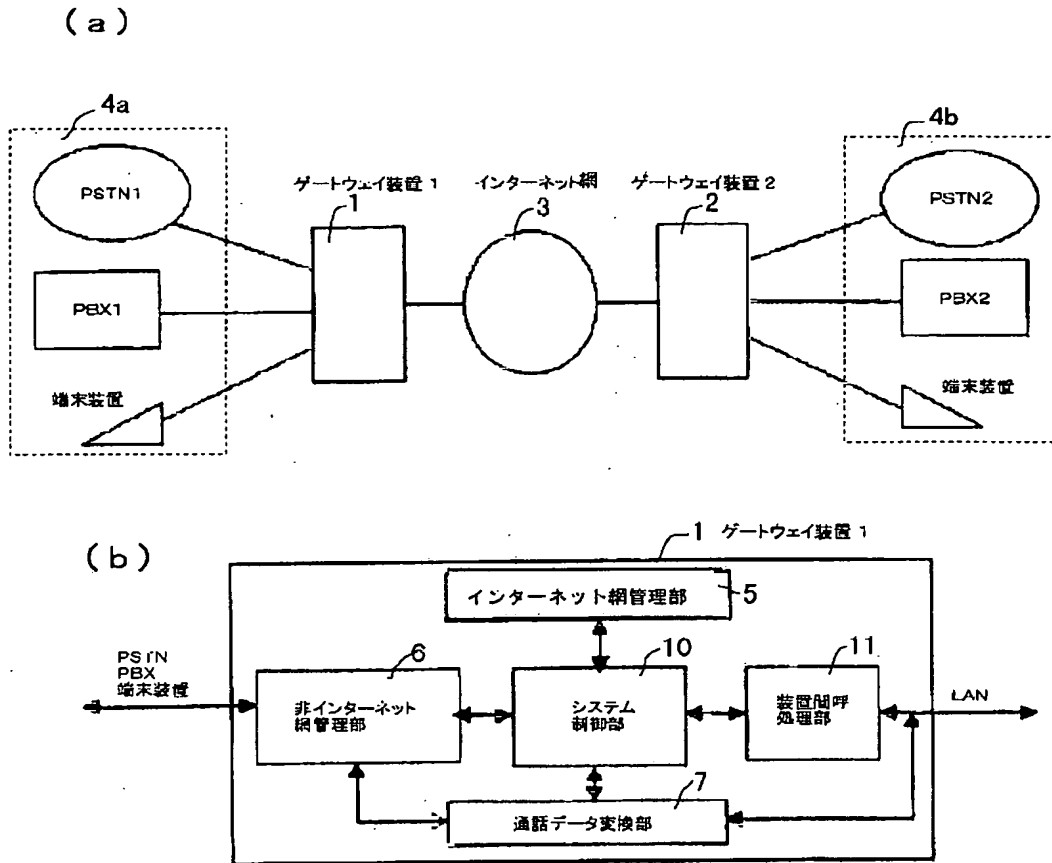 (a)
4a
4b
PSTN1
ゲートウェイ装置 1
インターネット網
ゲートウェイ装置 2
PSTN2
1
3
2
PBX1
PBX2
端末装置
端末装置
(b)
1 ゲートウェイ装置 1
インターネット網管理部
5
PSTN
PBX
端末装置
6
10
11
非インターネット
網管理部
システム
制御部
装置間呼
処理部
LAN
7
通話データ変換部